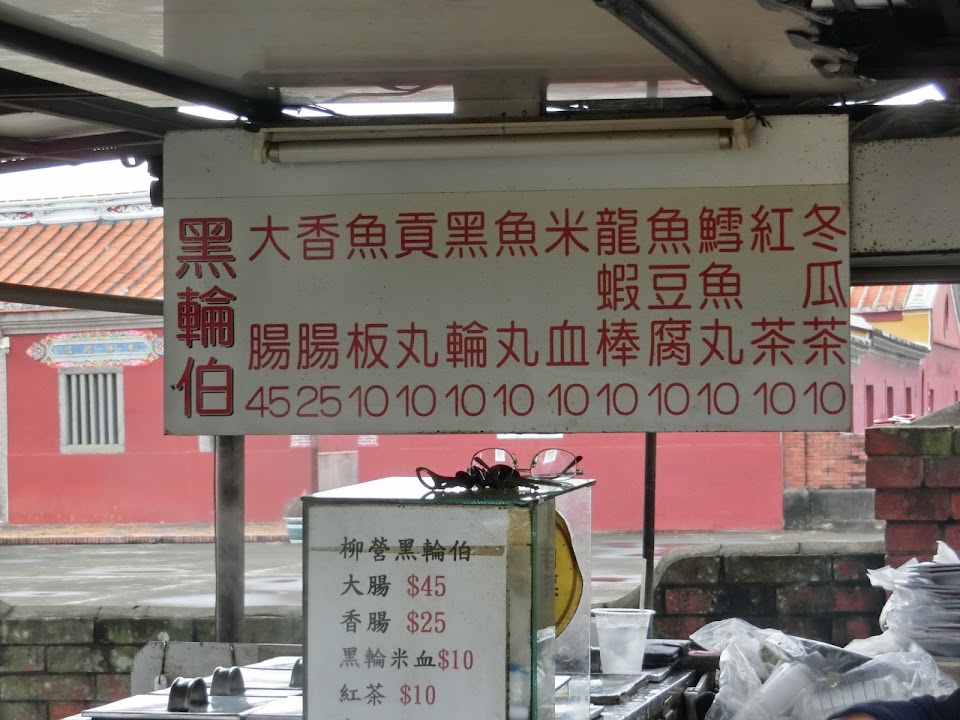 黑輪伯
大腸 45
香腸 25
魚板 10
貢丸 10
黑輪 10
魚丸 10
米血 10
龍蝦棒 10
魚豆腐 10
鱈魚丸 10
紅茶 10
冬瓜茶 10
柳營黑輪伯
大腸 $45
香腸 $25
黑輪米血$10
紅茶 $10